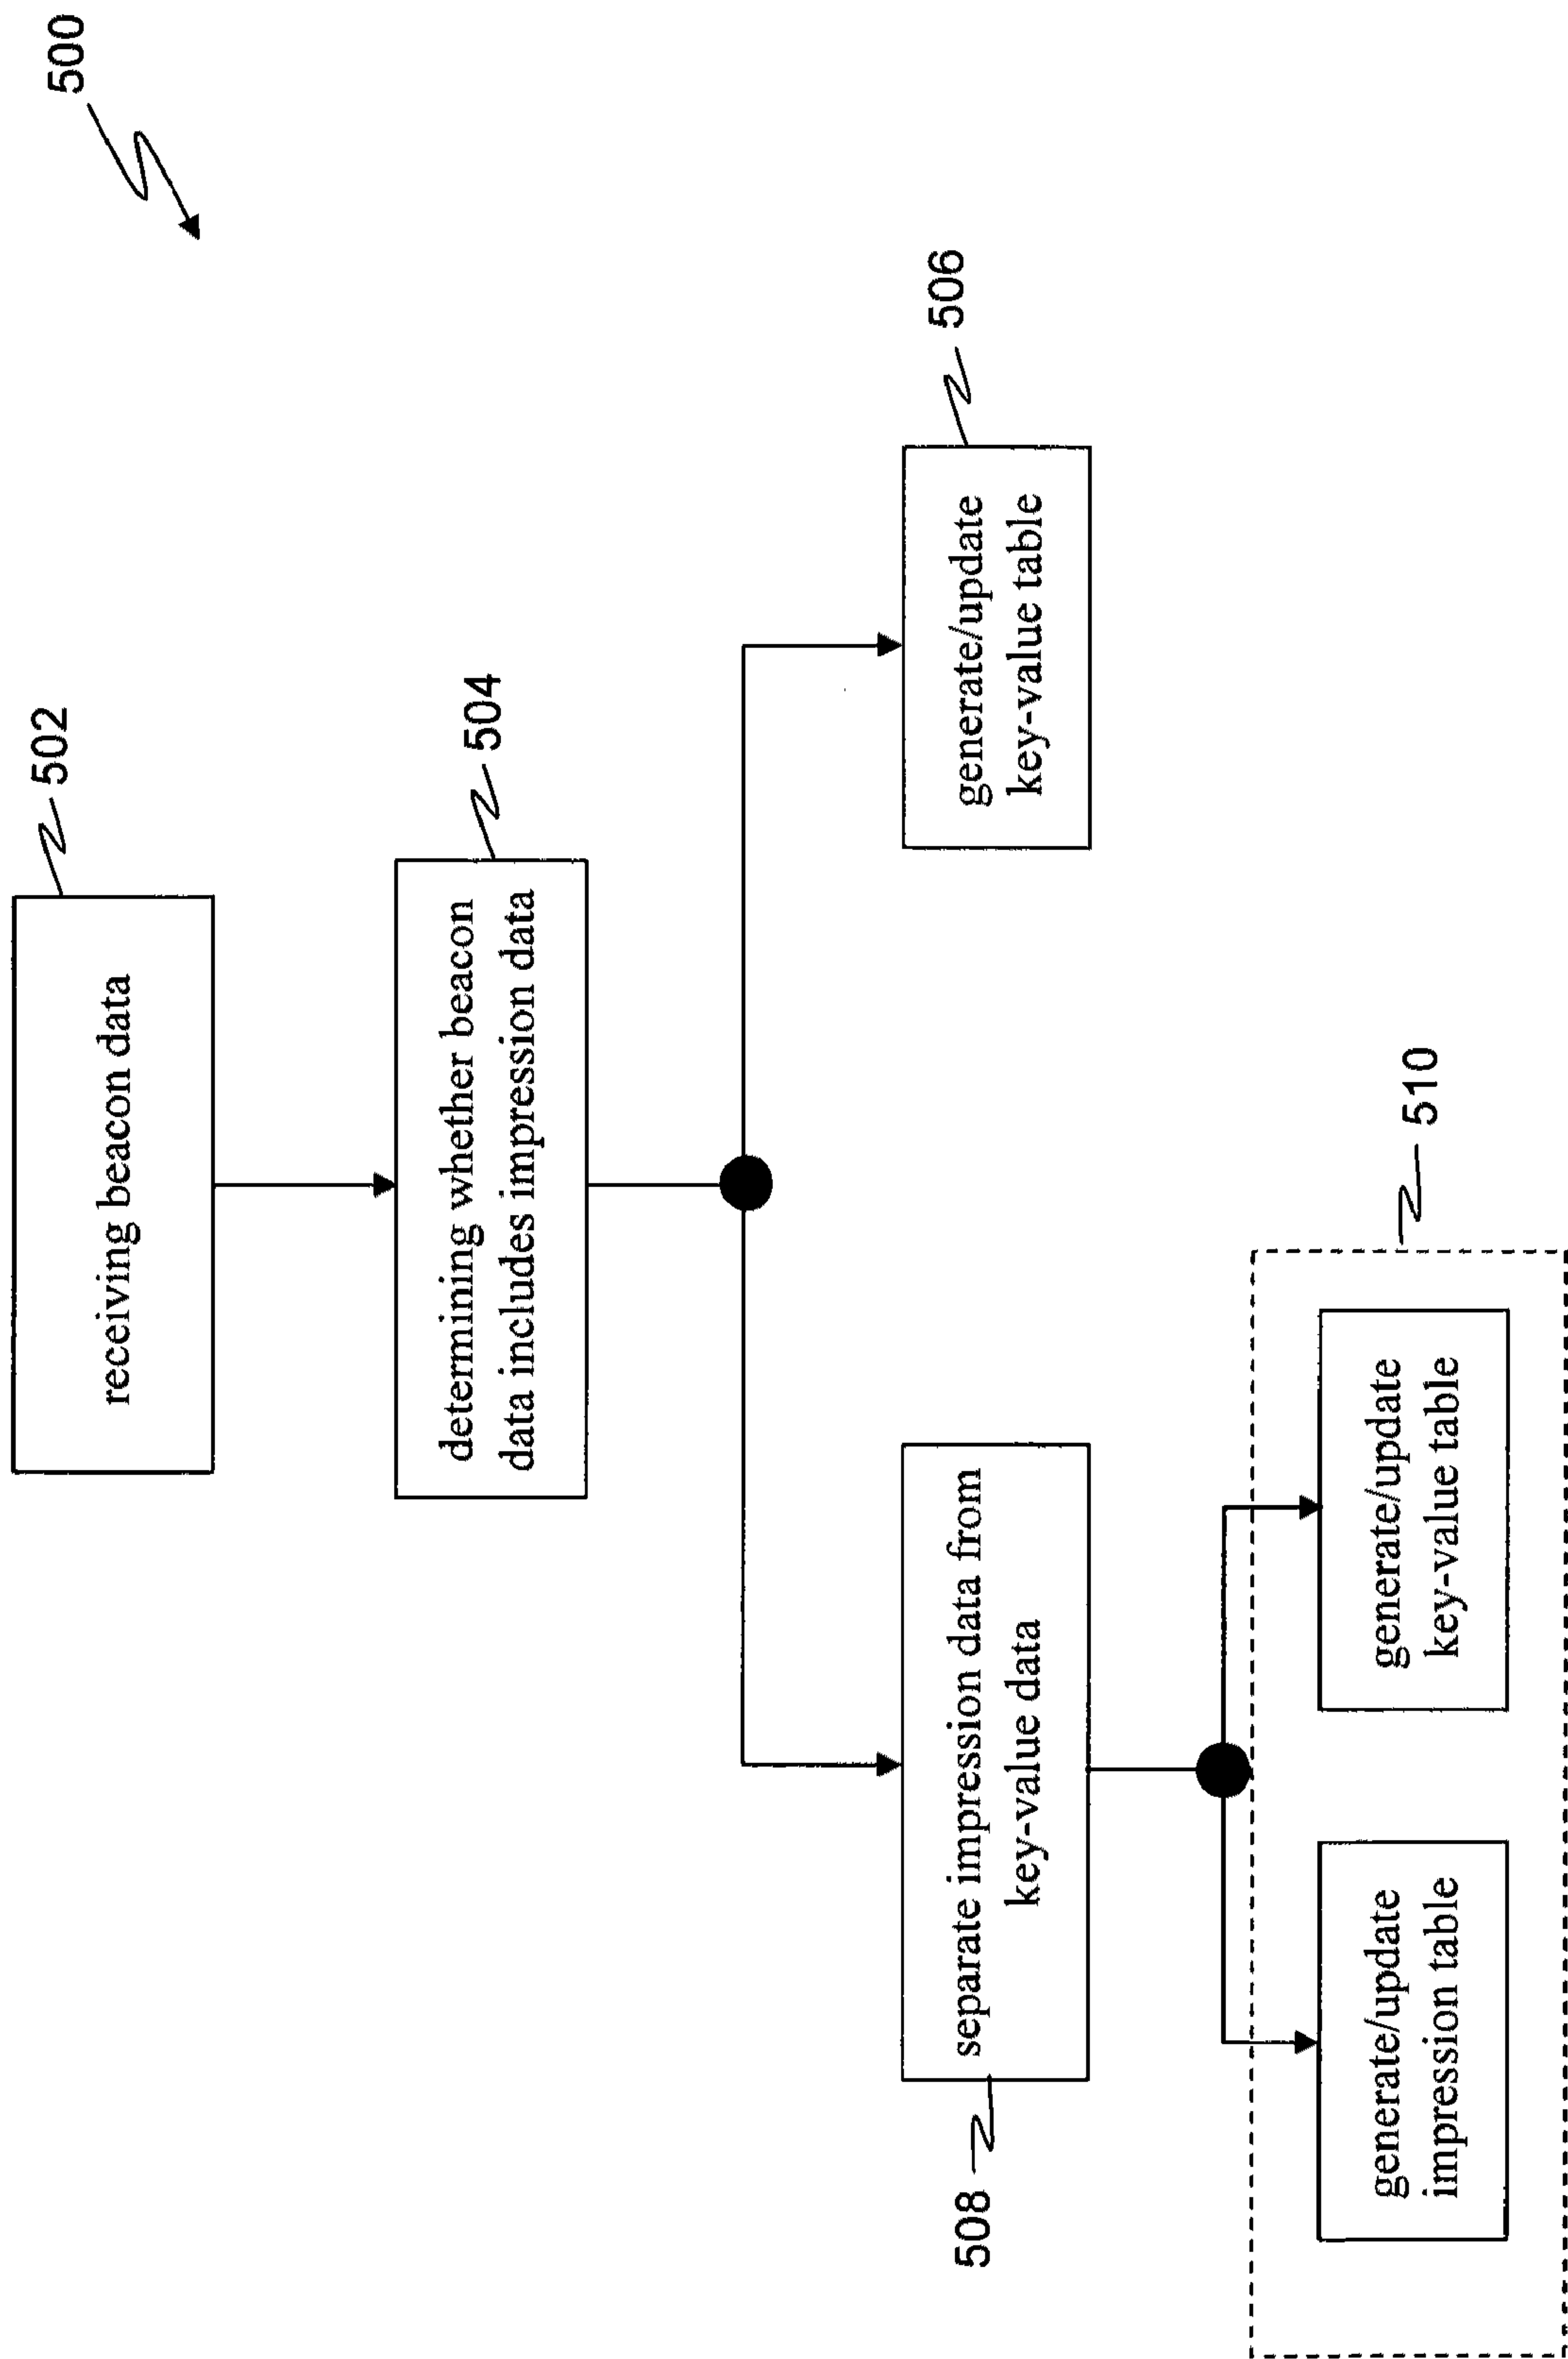 500
502
receiving beacon data
504
determining whether beacon
data includes impression data
506
generate/update
key-value table
508
separate impression data from
key-value data
510
generate/update
impression table
generate/update
key-value table